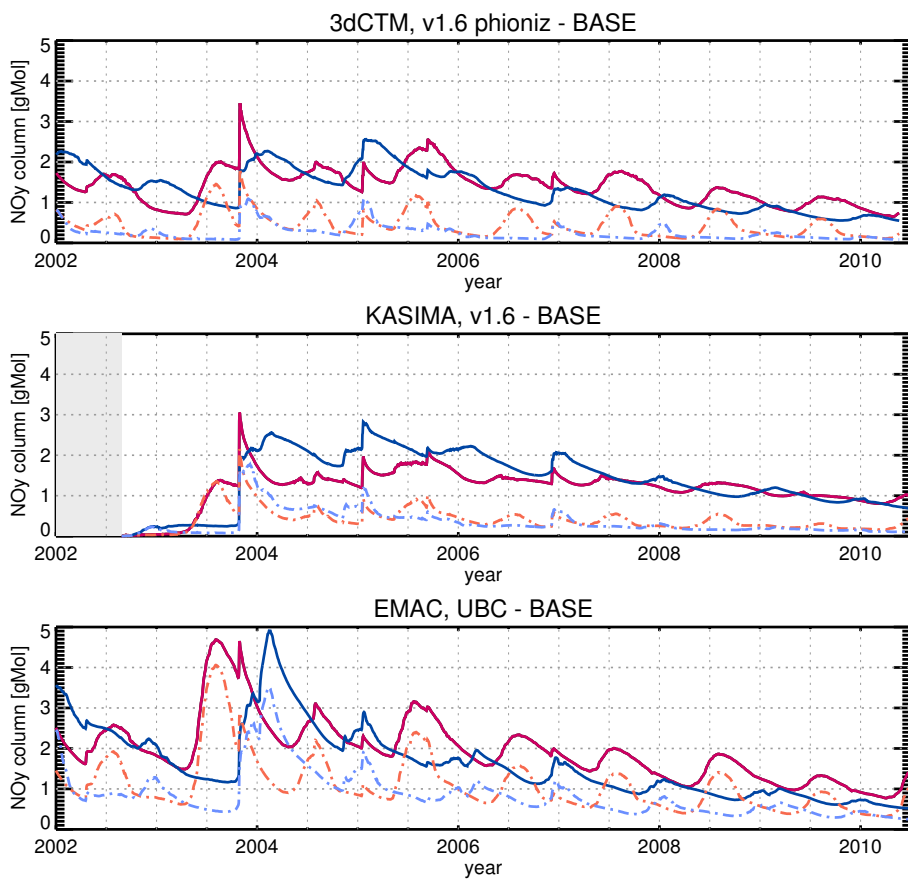 3dCTM, v1.6 phioniz - BASE
NOy column [gMol]
5
4
3
2
1
0
2002 2004 2006 2008 2010
year
KASIMA, v1.6 - BASE
NOy column [gMol]
5
4
3
2
1
0
2002 2004 2006 2008 2010
year
EMAC, UBC - BASE
NOy column [gMol]
5
4
3
2
1
0
2002 2004 2006 2008 2010
year